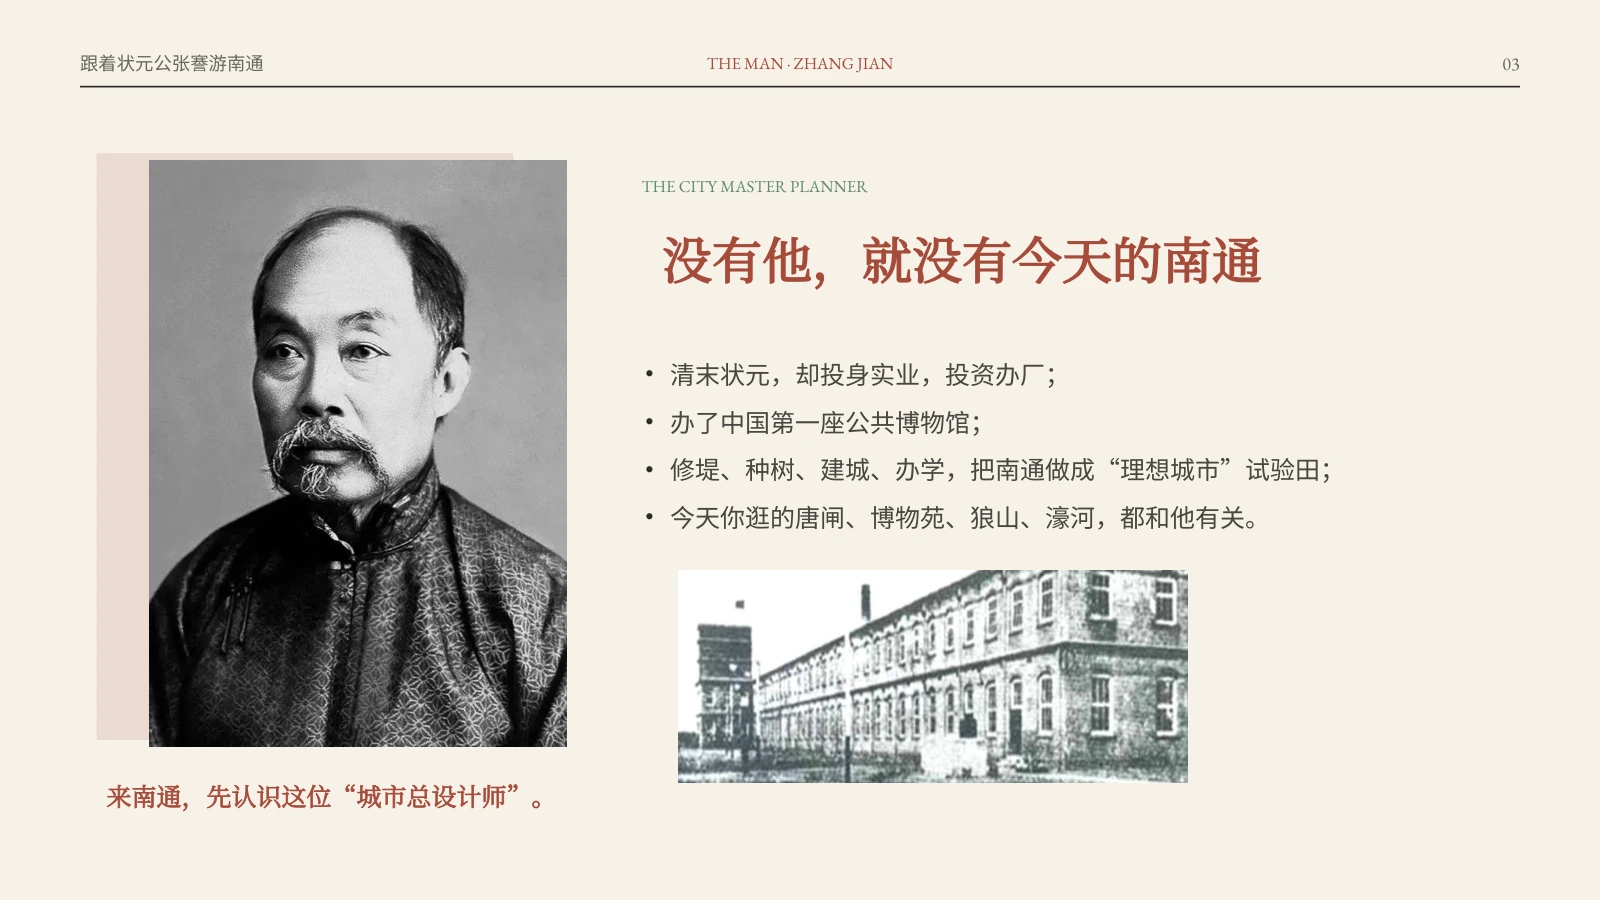 跟着状元公张謇游南通
THE MAN · ZHANG JIAN
03
THE CITY MASTER PLANNER
没有他，就没有今天的南通
• 清末状元，却投身实业，投资办厂；
• 办了中国第一座公共博物馆；
• 修堤、种树、建城、办学，把南通做成“理想城市”试验田；
• 今天你逛的唐闸、博物苑、狼山、濠河，都和他有关。
来南通，先认识这位“城市总设计师”。